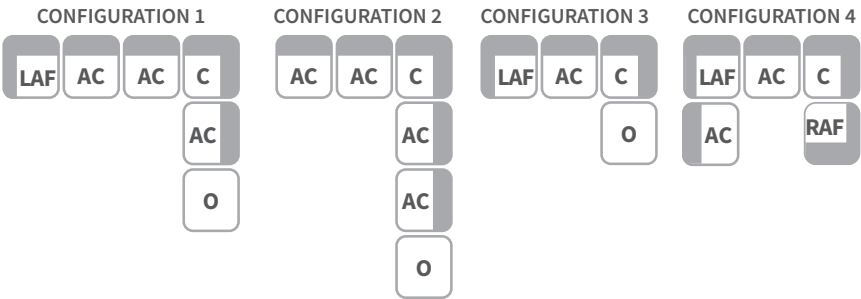 CONFIGURATION 1
CONFIGURATION 2
CONFIGURATION 3
CONFIGURATION 4
LAF AC AC C
AC AC C
LAF AC C
LAF AC C
AC
AC
O
AC RAF
O
AC
O